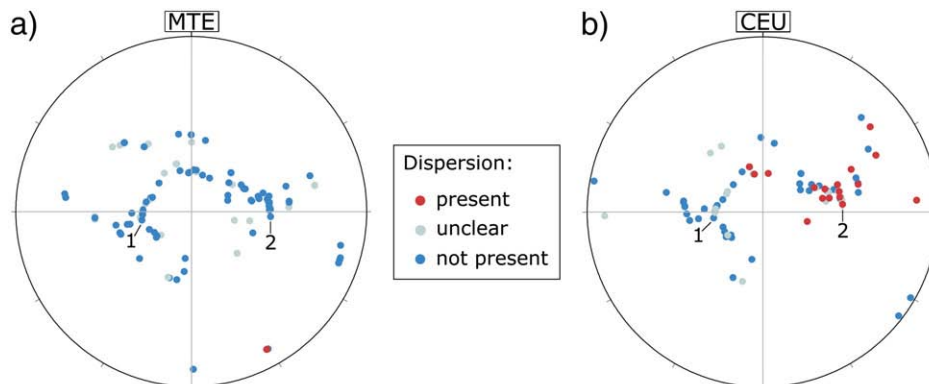 a)
MTE
b)
CEU
Dispersion:
present
unclear
not present
1
2
1
2